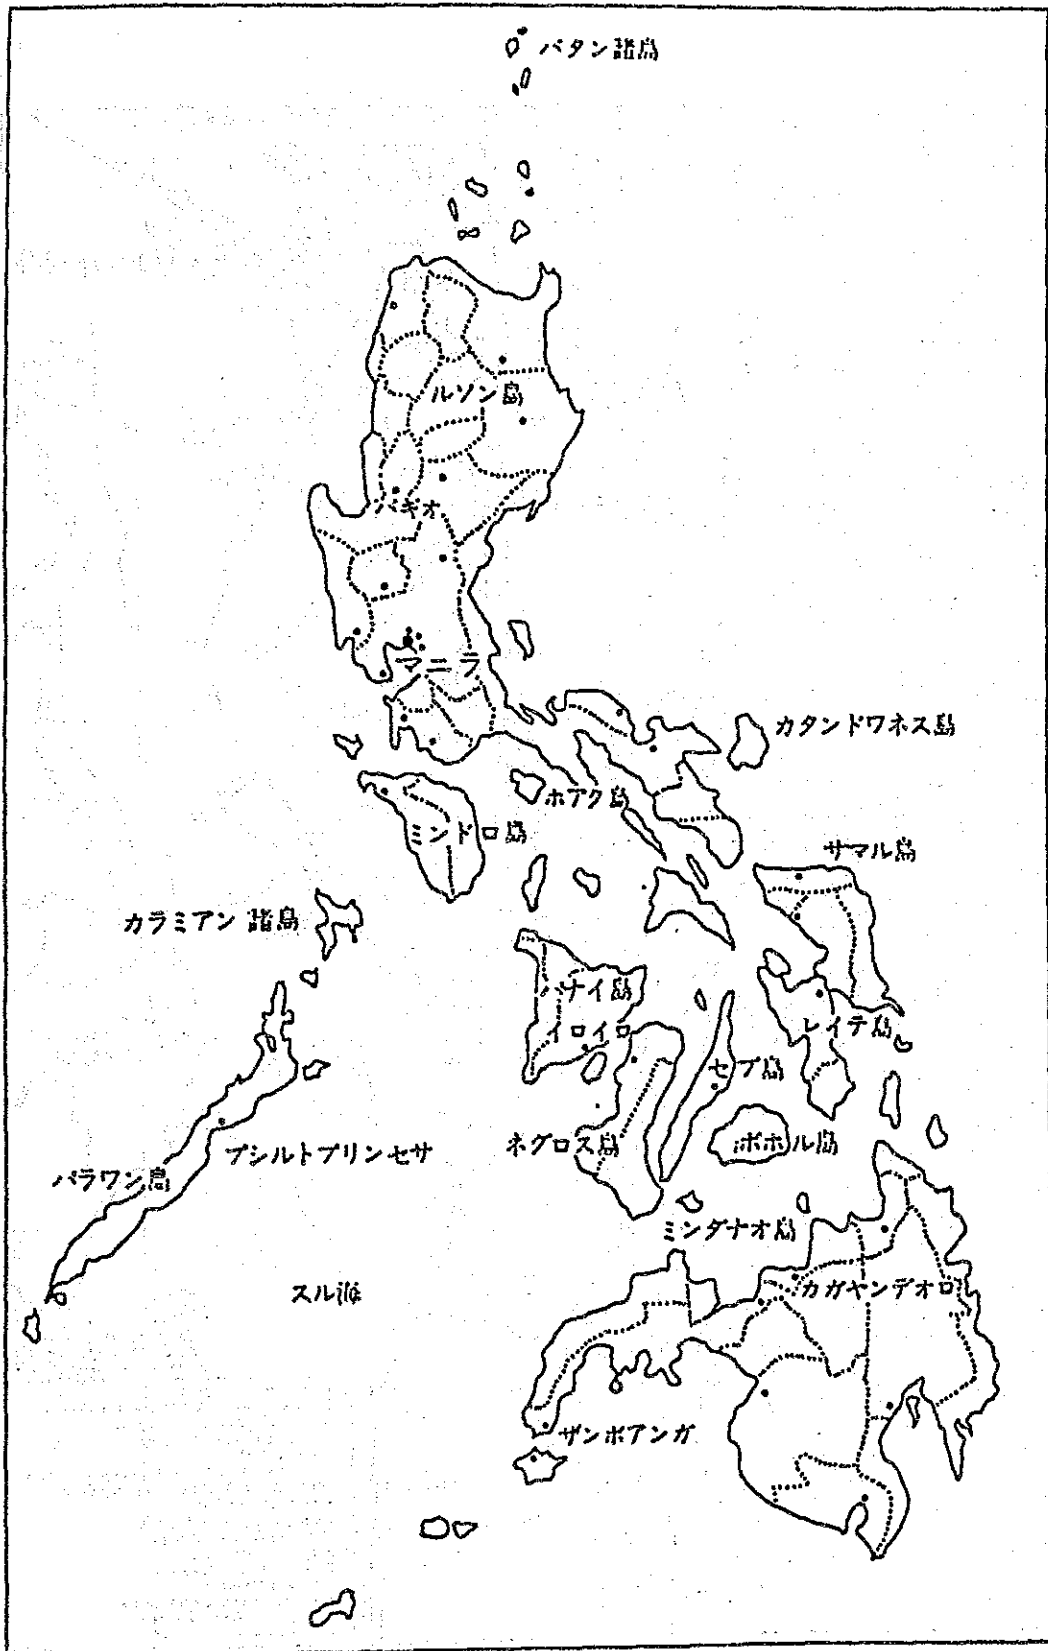 バタン諸島
ルソン島
バギオ
マニラ
カタンドワネス島
ホアク島
ミンドロ島
サマル島
カラミアン諸島
パナイ島
レイテ島
イロイロ
セブ島
ネグロス島
ボホル島
プシルトプリンセサ
パラワン島
ミンダナオ島
スル海
カガヤンデオロ
ザンボアンガ